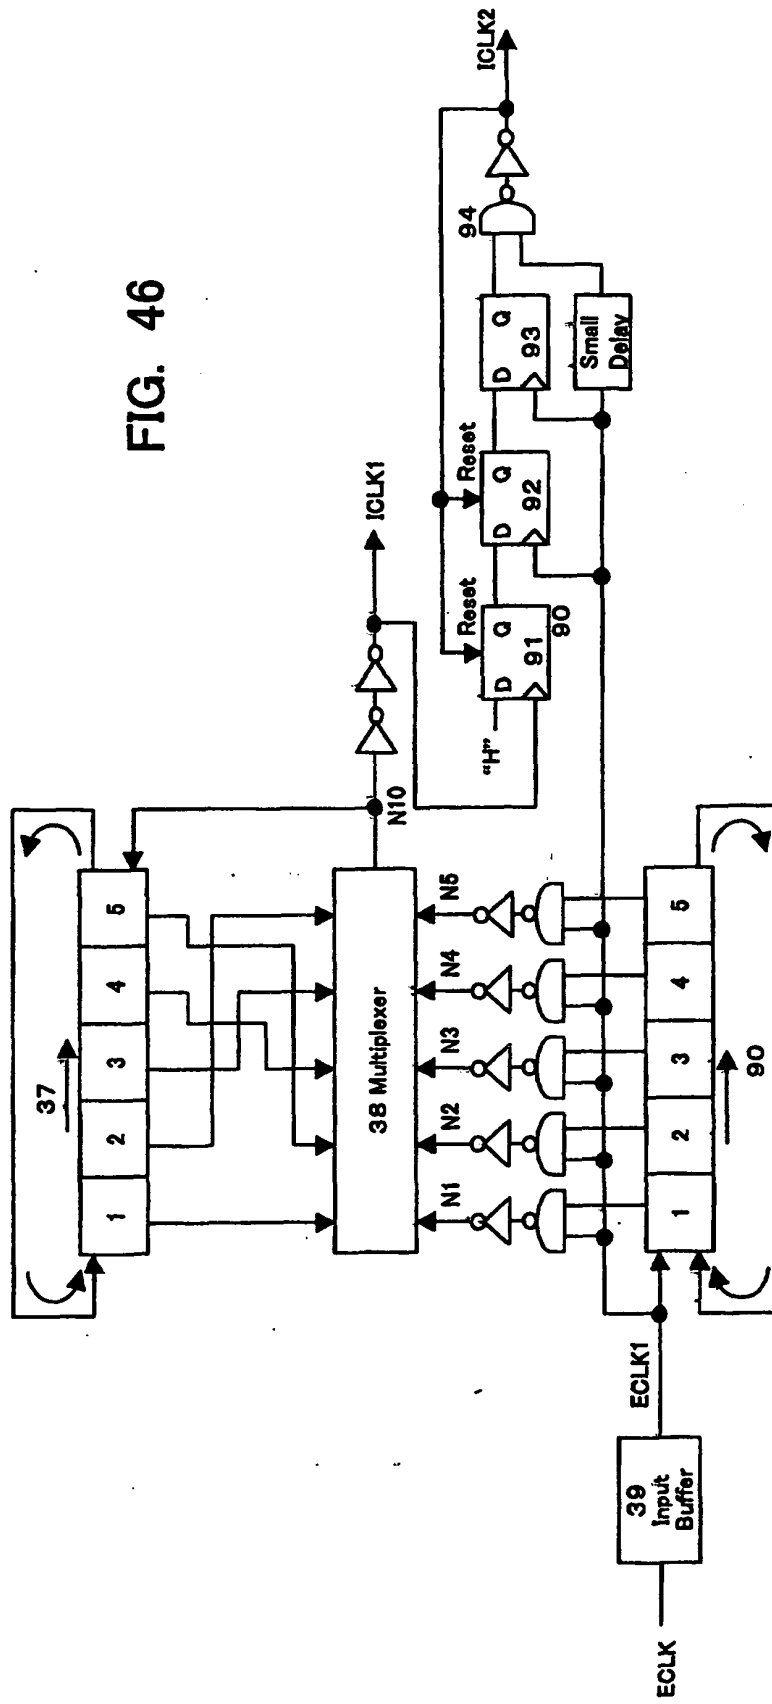 FIG. 46
37
1 2 3 4 5
38 Multiplexer
N10
ICLK1
N1 N2 N3 N4 N5
1 2 3 4 5
90
ECLK
39
Input
Buffer
ECLK1
"H"
D Q
91
90
Reset
D Q
92
Reset
D Q
93
Small
Delay
94
ICLK2